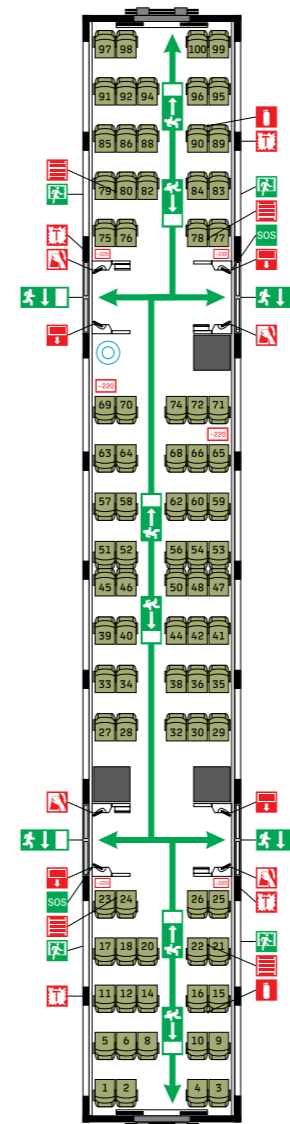 97 98 100 99
91 92 94 96 95
85 86 88 90 89
T
79 80 82 84 83
T
75 76 78 77
SOS
~220 ~220
69 70 74 72 71
~220
63 64 68 66 65
~220
57 58 62 60 59
51 52 56 54 53
45 46 50 48 47
39 40 44 42 41
33 34 38 36 35
27 28 32 30 29
~220 ~220
SOS
T
23 24 26 25
17 18 20 22 21
T
11 12 14 16 15
5 6 8 10 9
1 2 4 3